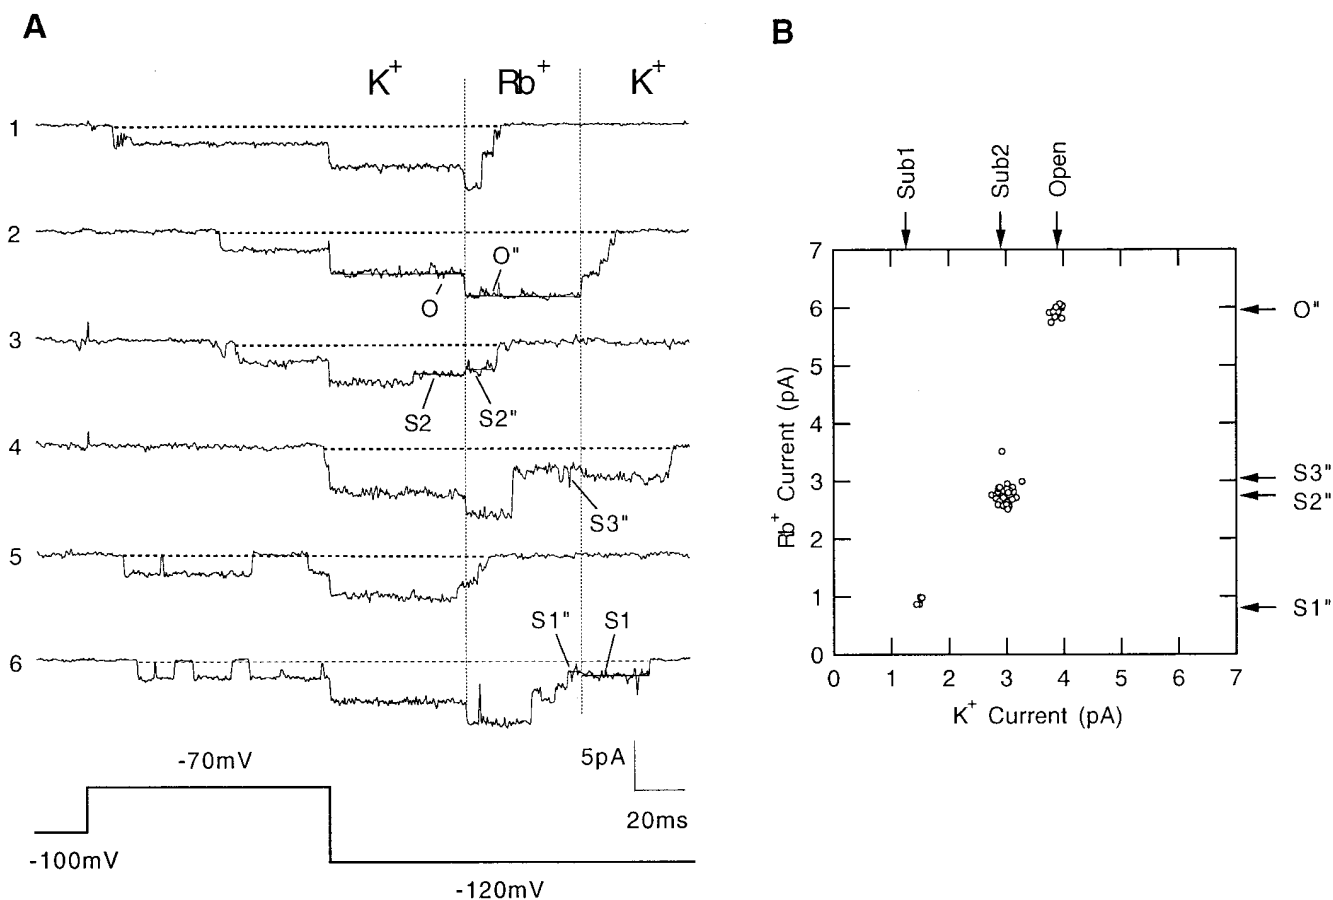 A
K+ Rb+ K+
1
2
O"
O
3
S2 S2"
4
S3"
5
S1" S1
6
-70mV
5pA
20ms
-100mV
-120mV
B
Sub1 Sub2 Open
7
6
5
4
3
2
1
0
O"
S3"
S2"
S1"
Rb+ Current (pA)
0 1 2 3 4 5 6 7
K+ Current (pA)